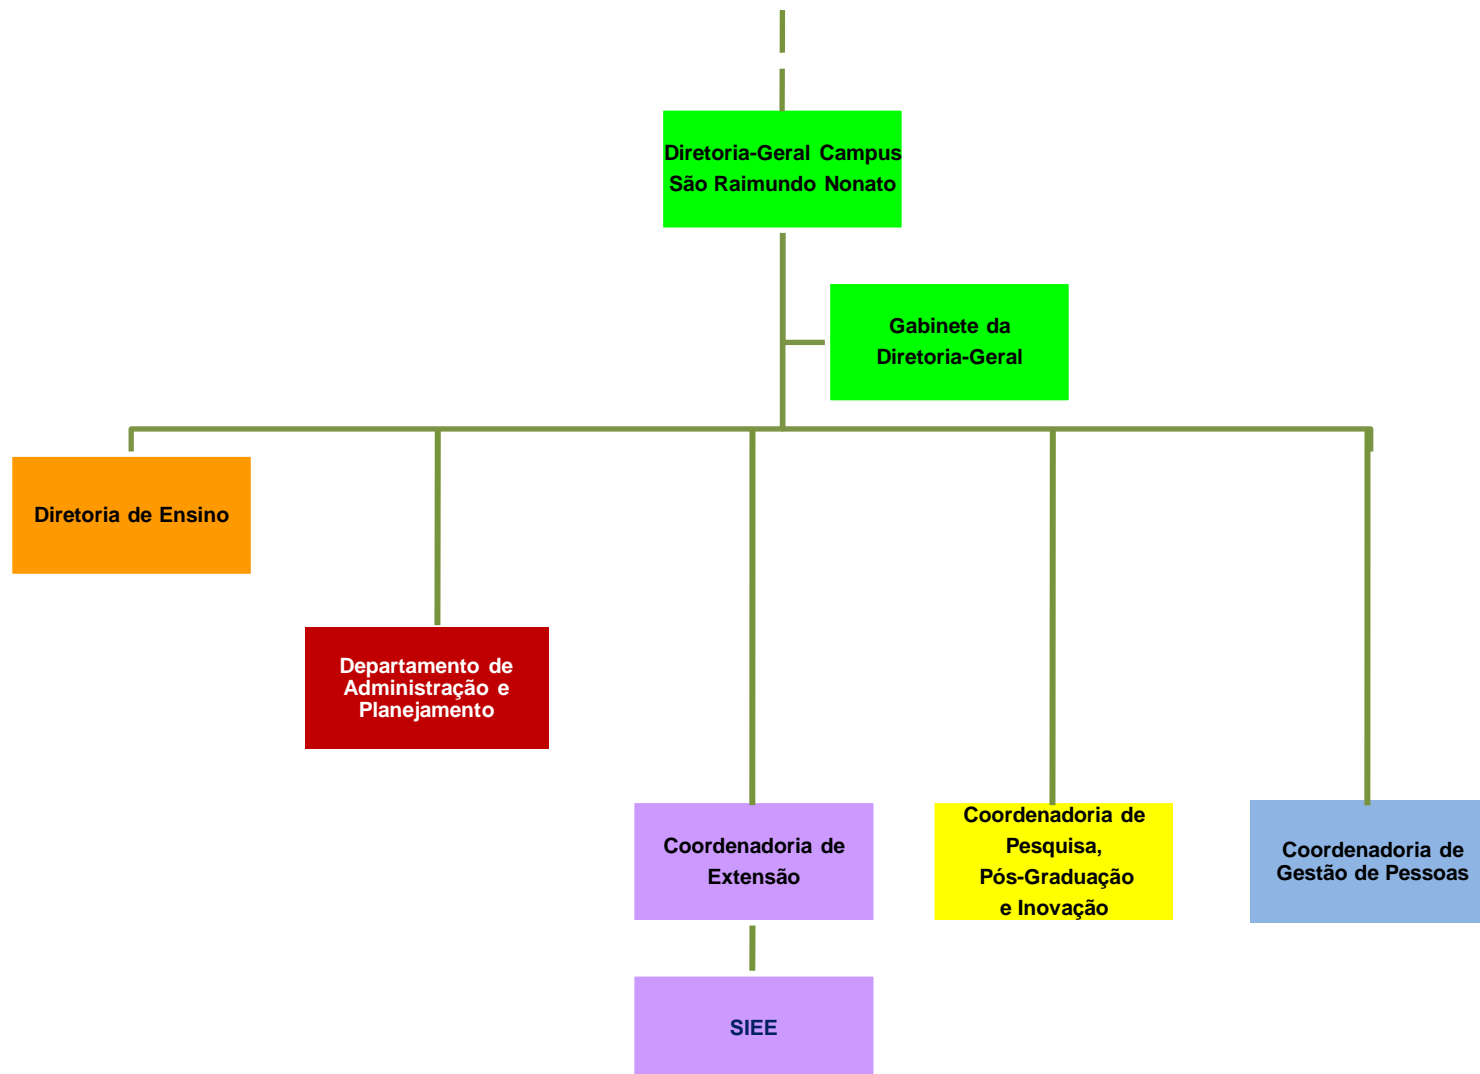 Diretoria-Geral Campus
São Raimundo Nonato
Gabinete da
Diretoria-Geral
Diretoria de Ensino
Departamento de
Administração e
Planejamento
Coordenadoria de
Extensão
Coordenadoria de
Pesquisa,
Pós-Graduação
e Inovação
Coordenadoria de
Gestão de Pessoas
SIEE